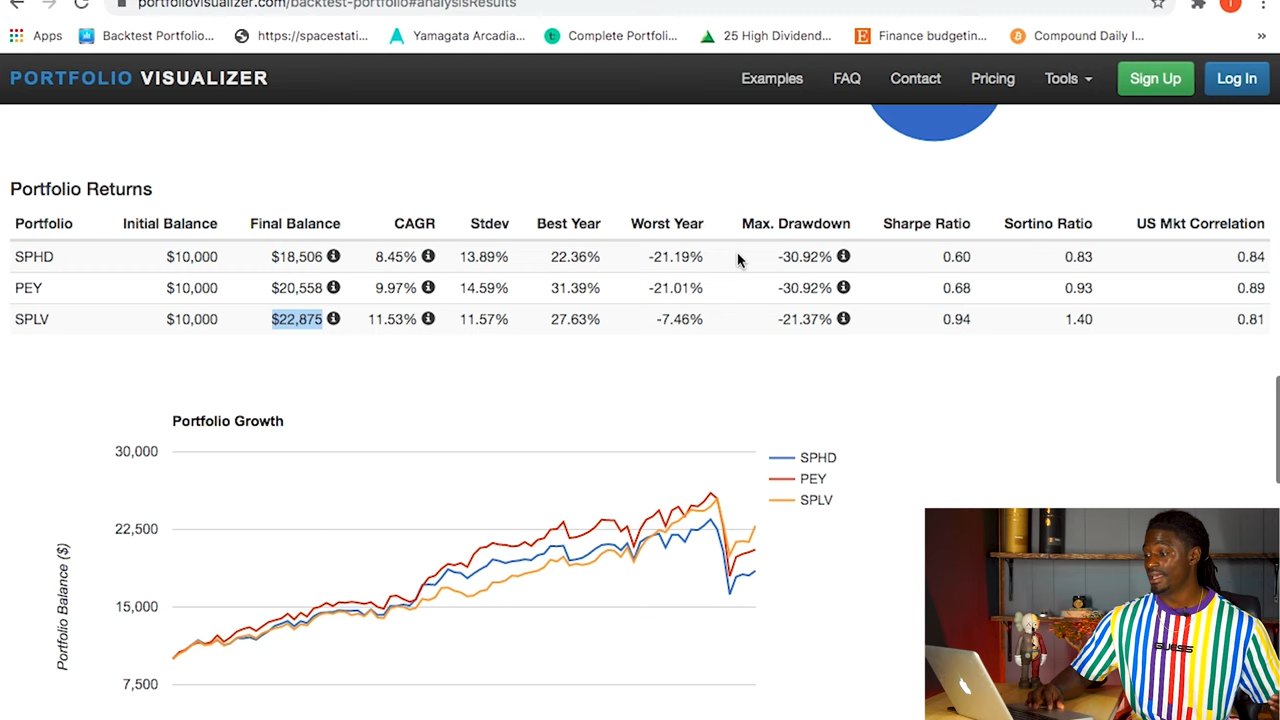 portfoliovisualizer.com/backtest-portfolio#analysisResults
Apps Backtest Portfolio... https://spacestati... Yamagata Arcadia... Complete Portfoli... 25 High Dividend... Finance budgetin... Compound Daily I... »
PORTFOLIO VISUALIZER Examples FAQ Contact Pricing Tools Sign Up Log In
Portfolio Returns
Portfolio Initial Balance Final Balance CAGR Stdev Best Year Worst Year Max. Drawdown Sharpe Ratio Sortino Ratio US Mkt Correlation
SPHD $10,000 $18,506 8.45% 13.89% 22.36% -21.19% -30.92% 0.60 0.83 0.84
PEY $10,000 $20,558 9.97% 14.59% 31.39% -21.01% -30.92% 0.68 0.93 0.89
SPLV $10,000 $22,875 11.53% 11.57% 27.63% -7.46% -21.37% 0.94 1.40 0.81
Portfolio Growth
30,000
22,500
15,000
7,500
Portfolio Balance ($)
SPHD
PEY
SPLV
GUESS